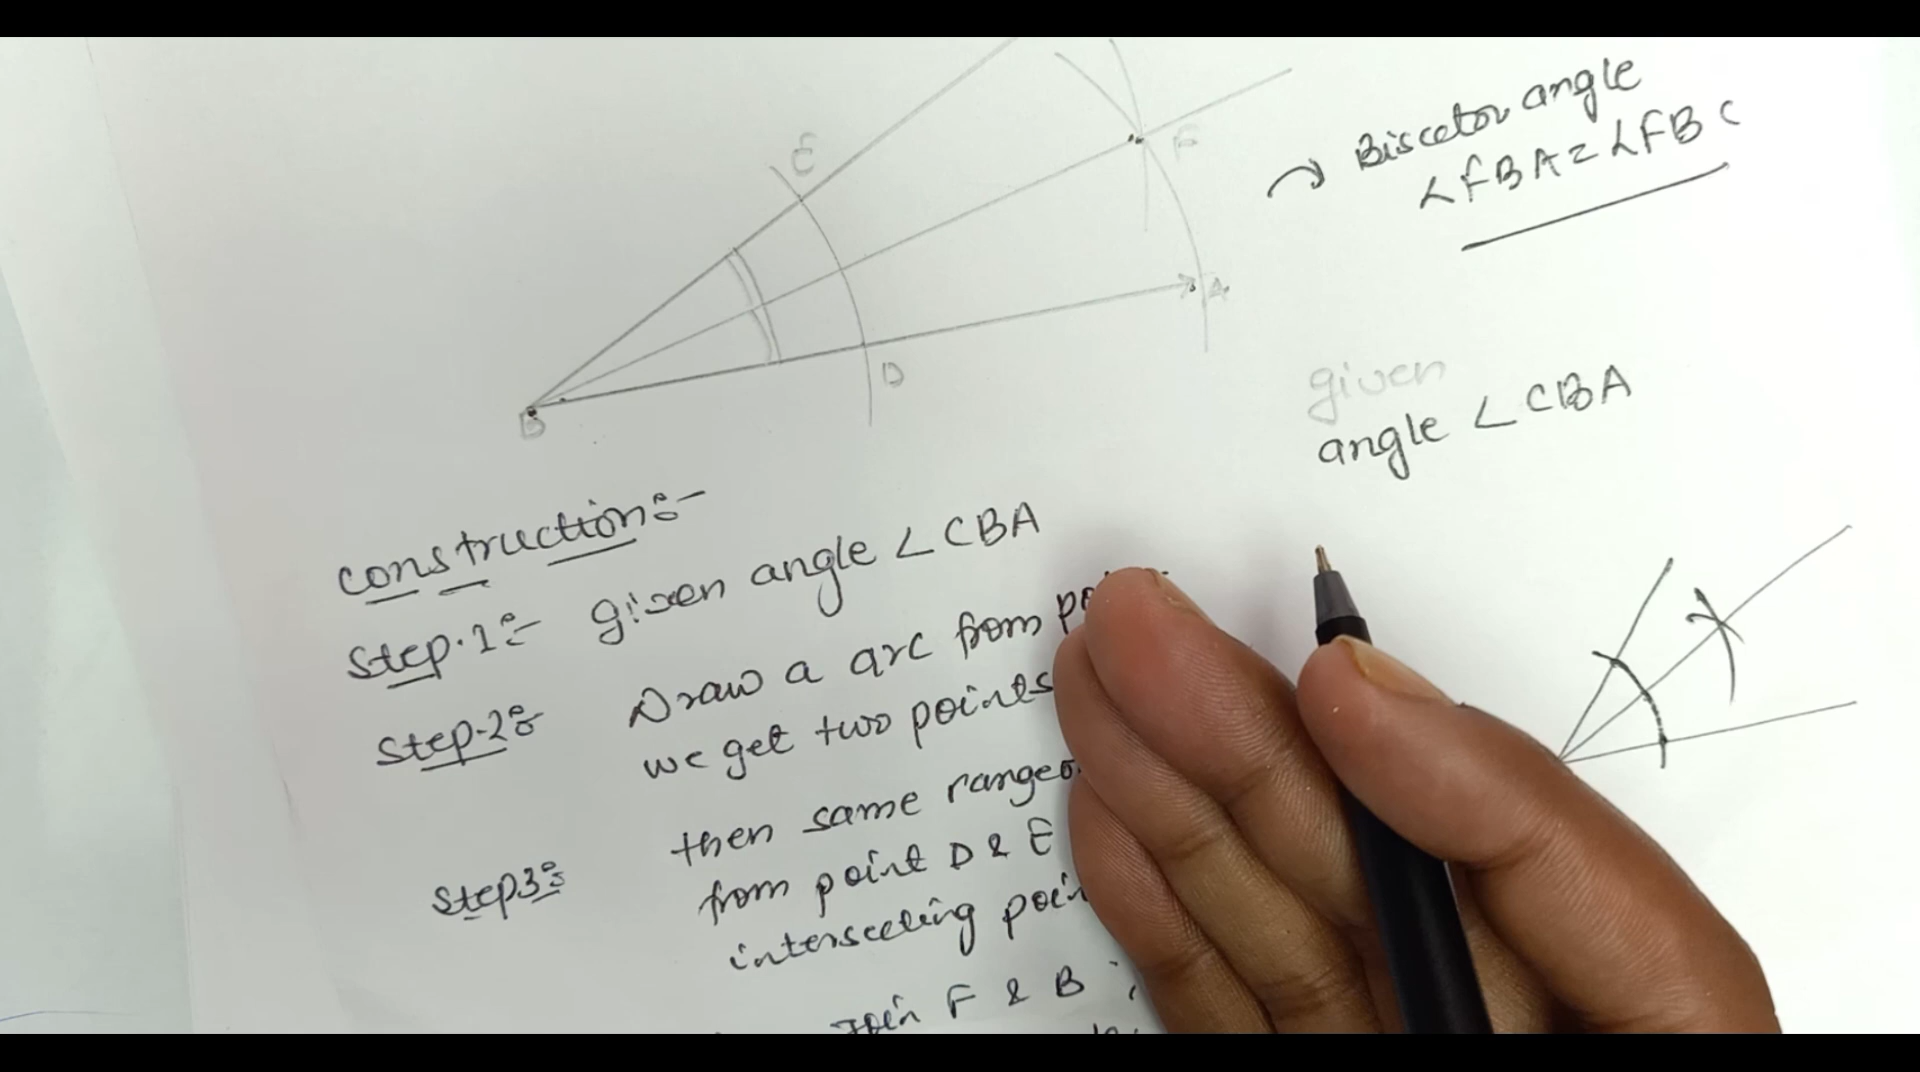 E
F
Biscetor angle
∠FBA = ∠FBC
A
D
B
given
angle ∠CBA
Construction:-
Step.1:- given angle ∠CBA
Step-2:- Draw a arc from
we get two points
then same range
Step3:- from point D & E
intersecting
Join F & B ;